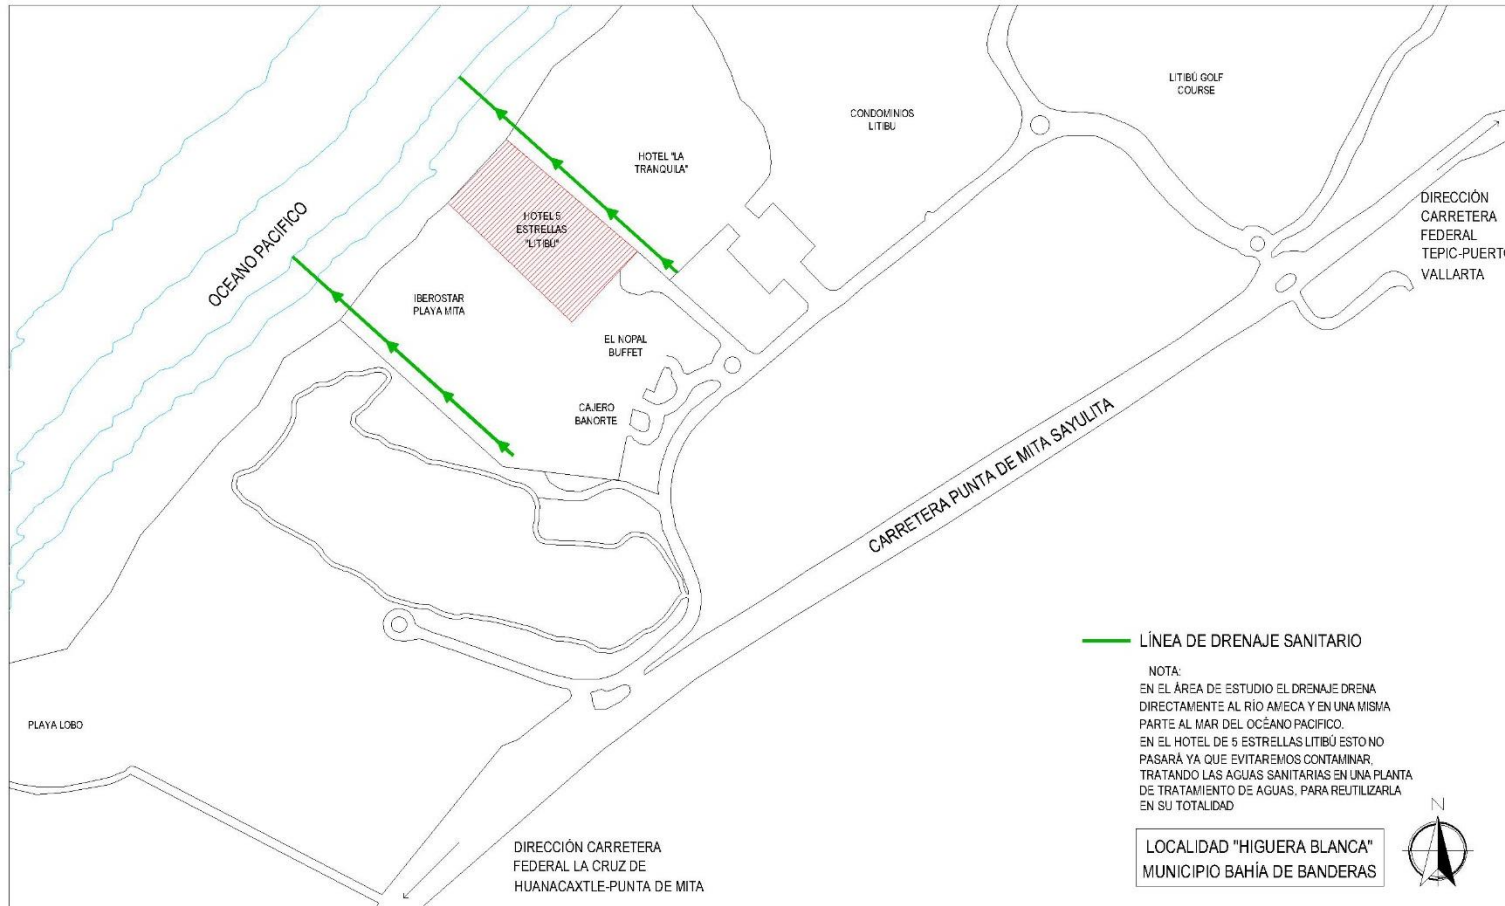 LITIBÚ GOLF
COURSE
CONDOMINIOS
LITIBU
HOTEL "LA
TRANQUILA"
DIRECCIÓN
CARRETERA
FEDERAL
TEPIC-PUERTO
VALLARTA
HOTEL 5
ESTRELLAS
"LITIBÚ"
OCEANO PACIFICO
IBEROSTAR
PLAYA MITA
EL NOPAL
BUFFET
CAJERO
BANORTE
CARRETERA PUNTA DE MITA SAYULITA
PLAYA LOBO
DIRECCIÓN CARRETERA
FEDERAL LA CRUZ DE
HUANACAXTLE-PUNTA DE MITA
LÍNEA DE DRENAJE SANITARIO
NOTA:
EN EL ÁREA DE ESTUDIO EL DRENAJE DRENA
DIRECTAMENTE AL RÍO AMECA Y EN UNA MISMA
PARTE AL MAR DEL OCÉANO PACIFICO.
EN EL HOTEL DE 5 ESTRELLAS LITIBÚ ESTO NO
PASARÁ YA QUE EVITAREMOS CONTAMINAR,
TRATANDO LAS AGUAS SANITARIAS EN UNA PLANTA
DE TRATAMIENTO DE AGUAS, PARA REUTILIZARLA
EN SU TOTALIDAD
N
LOCALIDAD "HIGUERA BLANCA"
MUNICIPIO BAHÍA DE BANDERAS